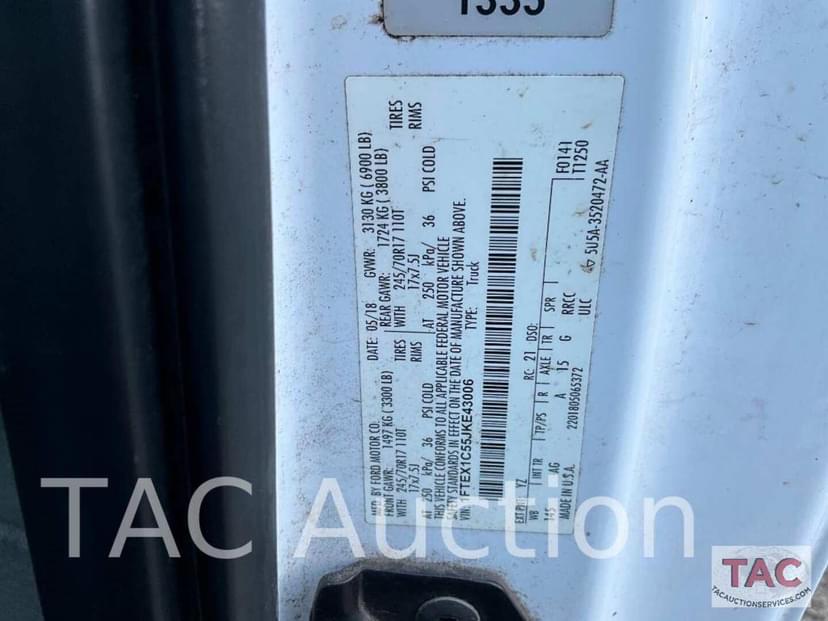 1335
MFD. BY FORD MOTOR CO.
DATE: 05/18 GVWR: 3130 KG ( 6900 LB)
FRONT GAWR: 1497 KG (3300 LB) REAR GAWR: 1724 KG ( 3800 LB)
WITH 245/70R17 110T TIRES WITH 245/70R17 110T TIRES
17x7.5J RIMS 17x7.5J RIMS
AT 250 kPa/ 36 PSI COLD AT 250 kPa/ 36 PSI COLD
THIS VEHICLE CONFORMS TO ALL APPLICABLE FEDERAL MOTOR VEHICLE
SAFETY STANDARDS IN EFFECT ON THE DATE OF MANUFACTURE SHOWN ABOVE.
VIN: 1FTEX1C55JKE43006 TYPE: Truck
EXT PNT: YZ RC: 21 DSO: F0141
WB INT TR TP/PS R AXLE TR SPR T1250
145 AG A 15 G RRCC
MADE IN U.S.A. 2201805065372 ULC
5U5A-3520472-AA
TAC Auction
TAC
TACAUCTIONSERVICES.COM